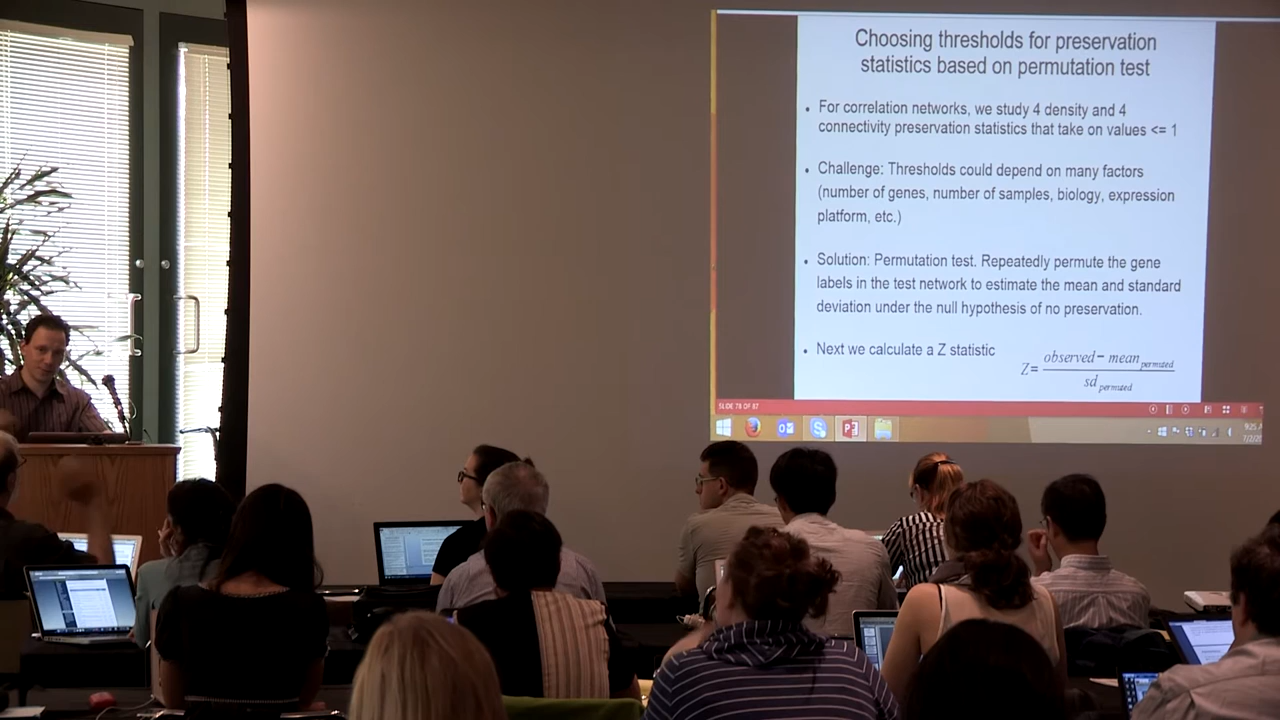 Choosing thresholds for preservation
statistics based on permutation test
• For correlation networks, we study 4 density and 4
connectivity preservation statistics that take on values <= 1
• Challenge: Thresholds could depend on many factors
(number of genes, number of samples, biology, expression
platform, etc.)
• Solution: Permutation test. Repeatedly permute the gene
labels in the test network to estimate the mean and standard
deviation under the null hypothesis of no preservation.
• Next we calculate a Z statistic
Z= observed− mean permuted
sd permuted
SLIDE 78 OF 87